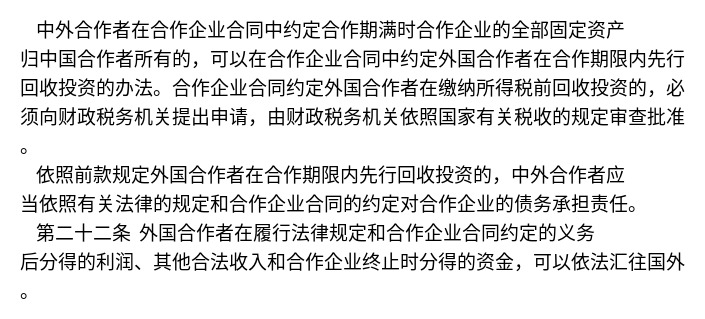 中外合作者在合作企业合同中约定合作期满时合作企业的全部固定资产
归中国合作者所有的，可以在合作企业合同中约定外国合作者在合作期限内先行
回收投资的办法。合作企业合同约定外国合作者在缴纳所得税前回收投资的，必
须向财政税务机关提出申请，由财政税务机关依照国家有关税收的规定审查批准
。
依照前款规定外国合作者在合作期限内先行回收投资的，中外合作者应
当依照有关法律的规定和合作企业合同的约定对合作企业的债务承担责任。
第二十二条 外国合作者在履行法律规定和合作企业合同约定的义务
后分得的利润、其他合法收入和合作企业终止时分得的资金，可以依法汇往国外
。